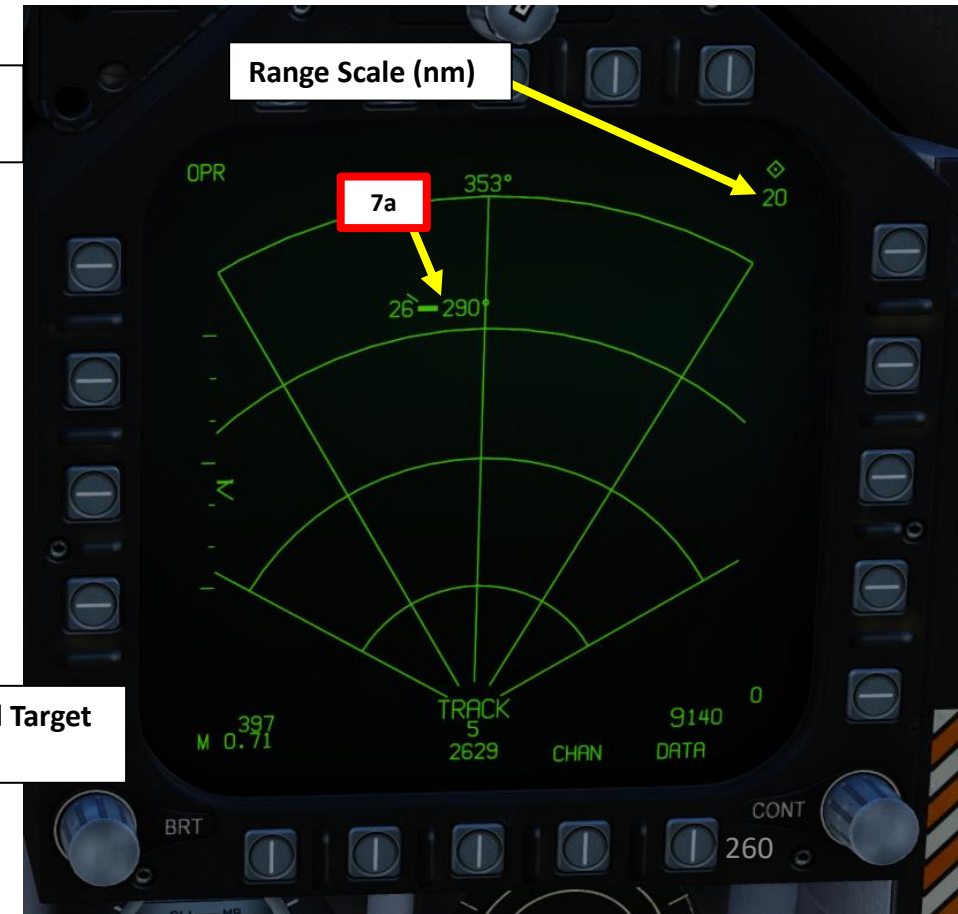 Range Scale (nm)
OPR
353°
20
7a
26
290°
M
Target
TRACK
397
5
9140
0
M 0.71
2629
CHAN
DATA
BRT
CONT
260